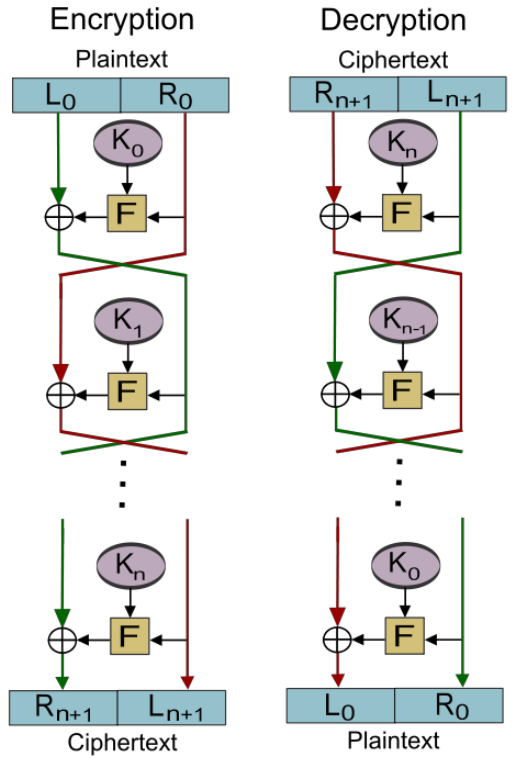 Encryption
Plaintext
L0 R0
K0
F
K1
F
Kn
F
Rn+1 Ln+1
Ciphertext
Decryption
Ciphertext
Rn+1 Ln+1
Kn
F
Kn-1
F
K0
F
L0 R0
Plaintext